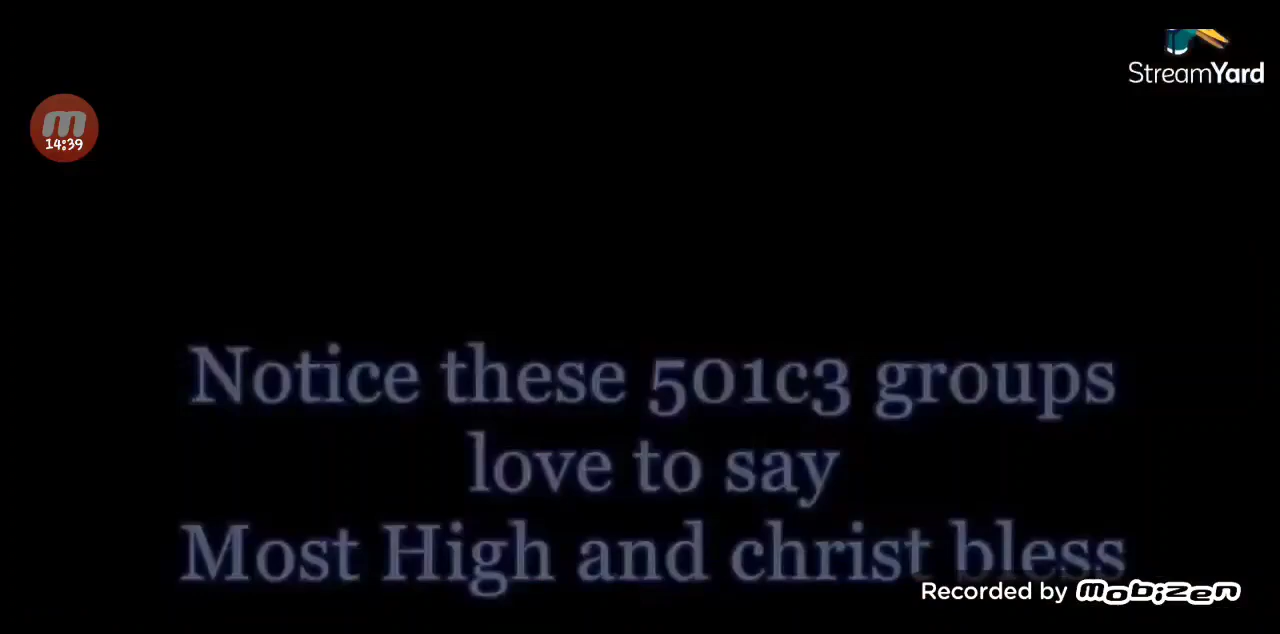 StreamYard
m
14:39
Notice these 501c3 groups
love to say
Most High and christ bless
Recorded by mobizen